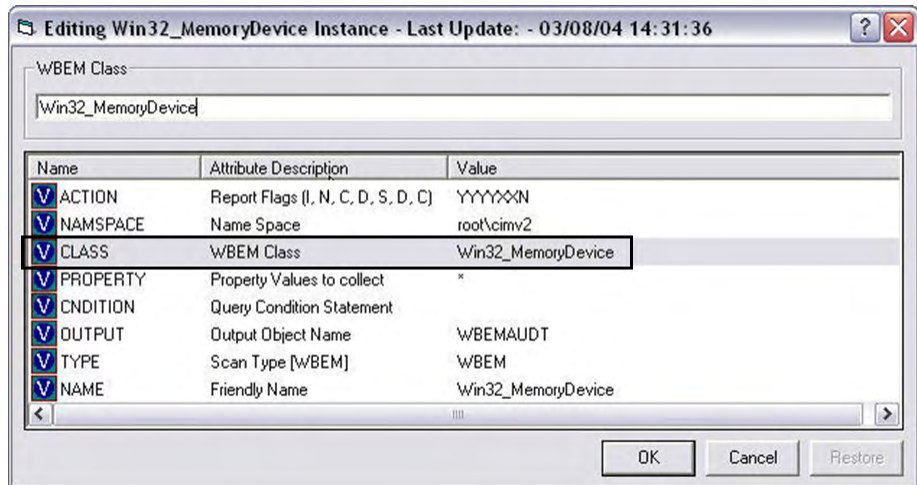 Editing Win32_MemoryDevice Instance - Last Update: - 03/08/04 14:31:36
WBEM Class
Win32_MemoryDevice
Name Attribute Description Value
V ACTION Report Flags (I, N, C, D, S, D, C) YYYYXXN
V NAMSPACE Name Space root\cimv2
V CLASS WBEM Class Win32_MemoryDevice
V PROPERTY Property Values to collect *
V CNDITION Query Condition Statement
V OUTPUT Output Object Name WBEMAUDT
V TYPE Scan Type [WBEM] WBEM
V NAME Friendly Name Win32_MemoryDevice
OK Cancel Restore